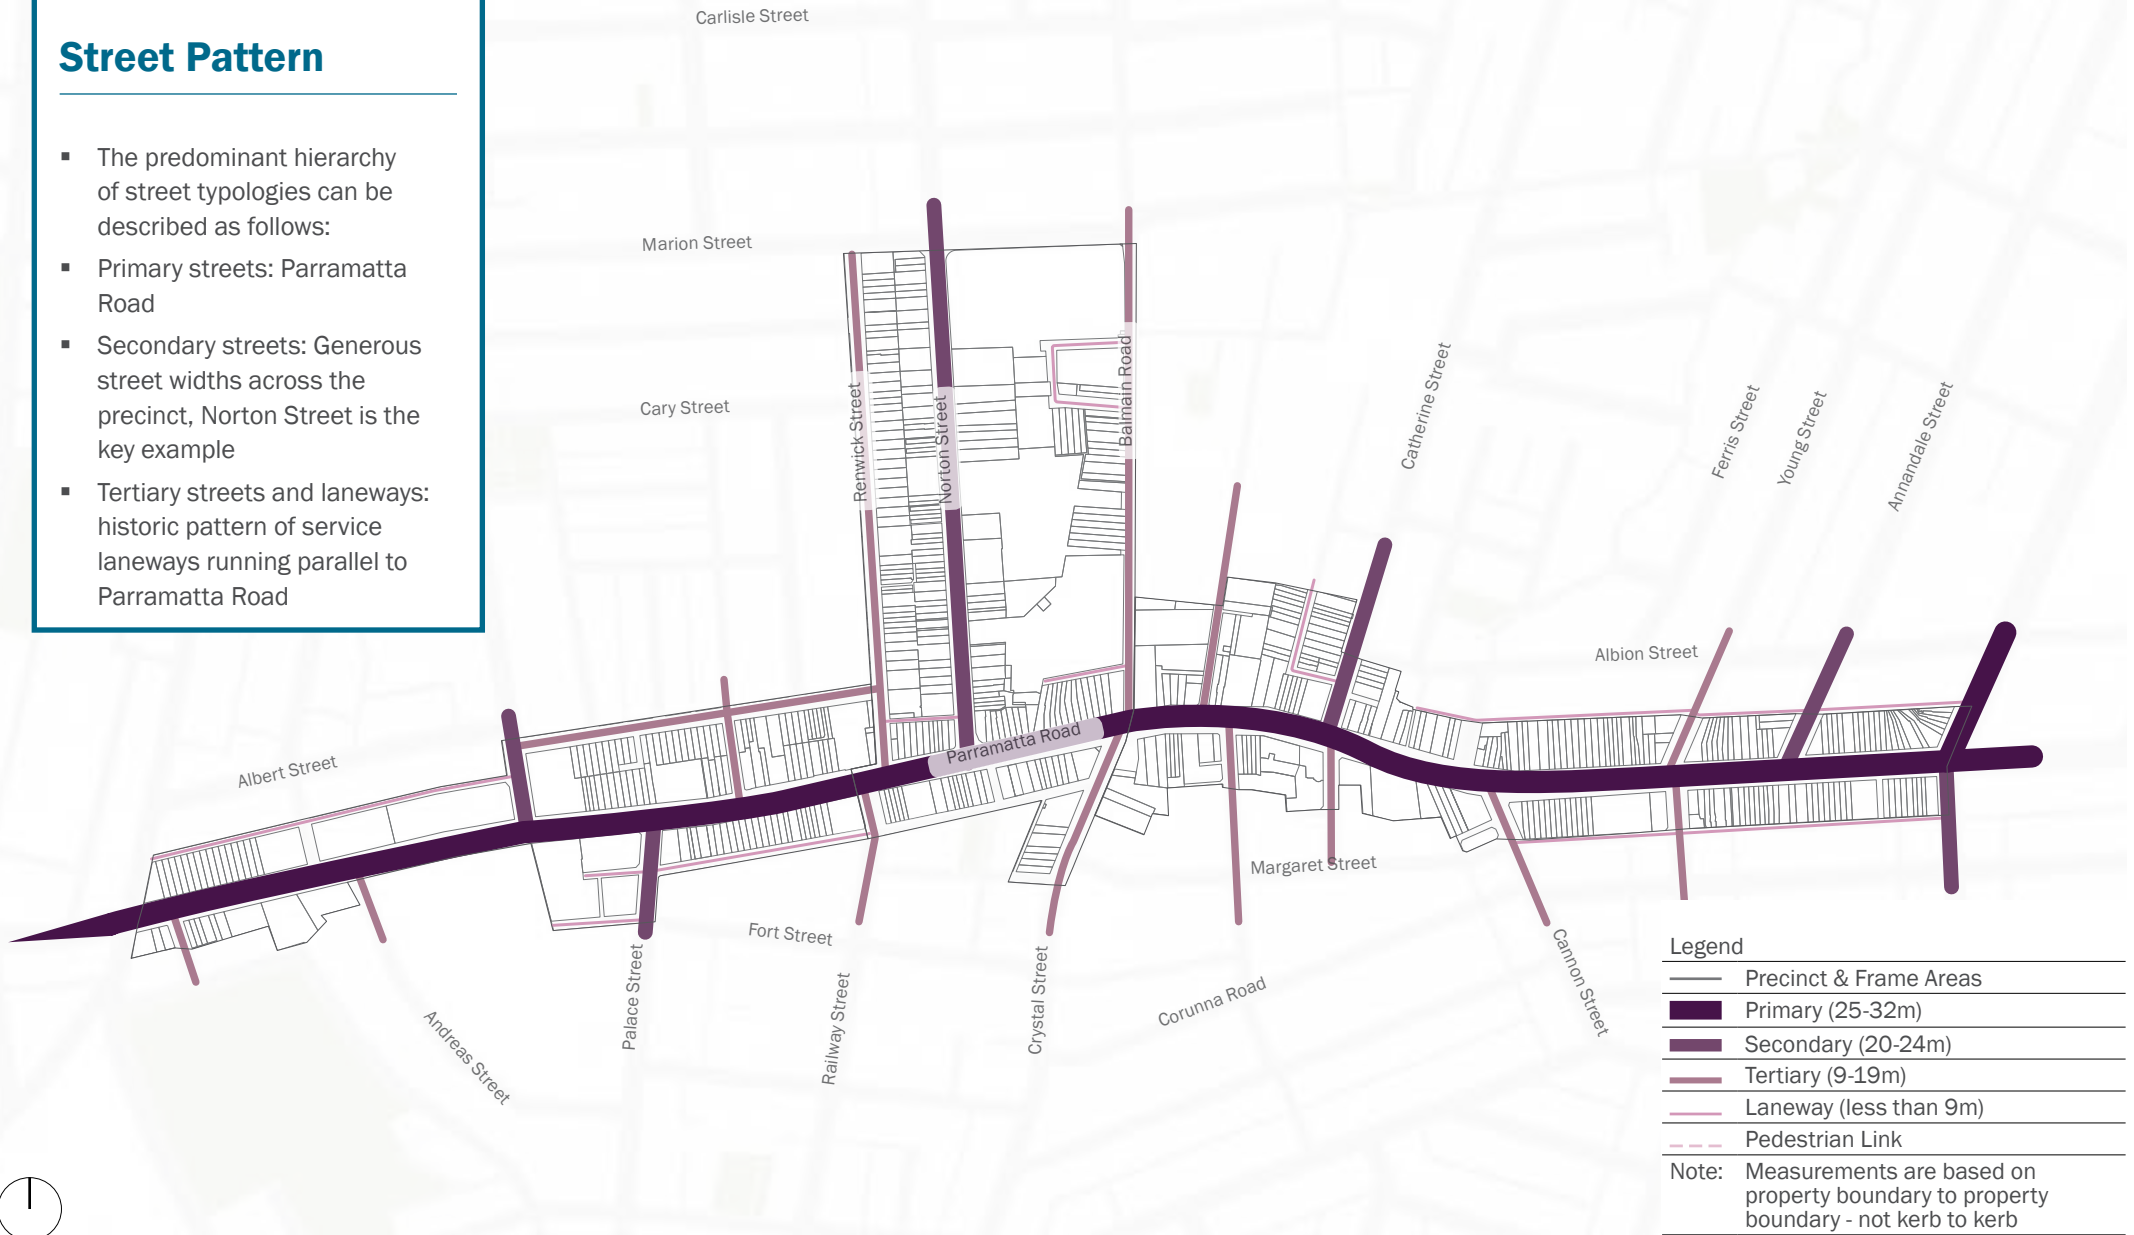 Street Pattern
▪ The predominant hierarchy
of street typologies can be
described as follows:
▪ Primary streets: Parramatta
Road
▪ Secondary streets: Generous
street widths across the
precinct, Norton Street is the
key example
▪ Tertiary streets and laneways:
historic pattern of service
laneways running parallel to
Parramatta Road
Carlisle Street
Marion Street
Cary Street
Renwick Street
Norton Street
Balmain Road
Catherine Street
Ferris Street
Young Street
Annandale Street
Albion Street
Albert Street
Parramatta Road
Margaret Street
Fort Street
Andreas Street
Palace Street
Railway Street
Crystal Street
Corunna Road
Cannon Street
Legend
Precinct & Frame Areas
Primary (25-32m)
Secondary (20-24m)
Tertiary (9-19m)
Laneway (less than 9m)
Pedestrian Link
Note: Measurements are based on
property boundary to property
boundary - not kerb to kerb